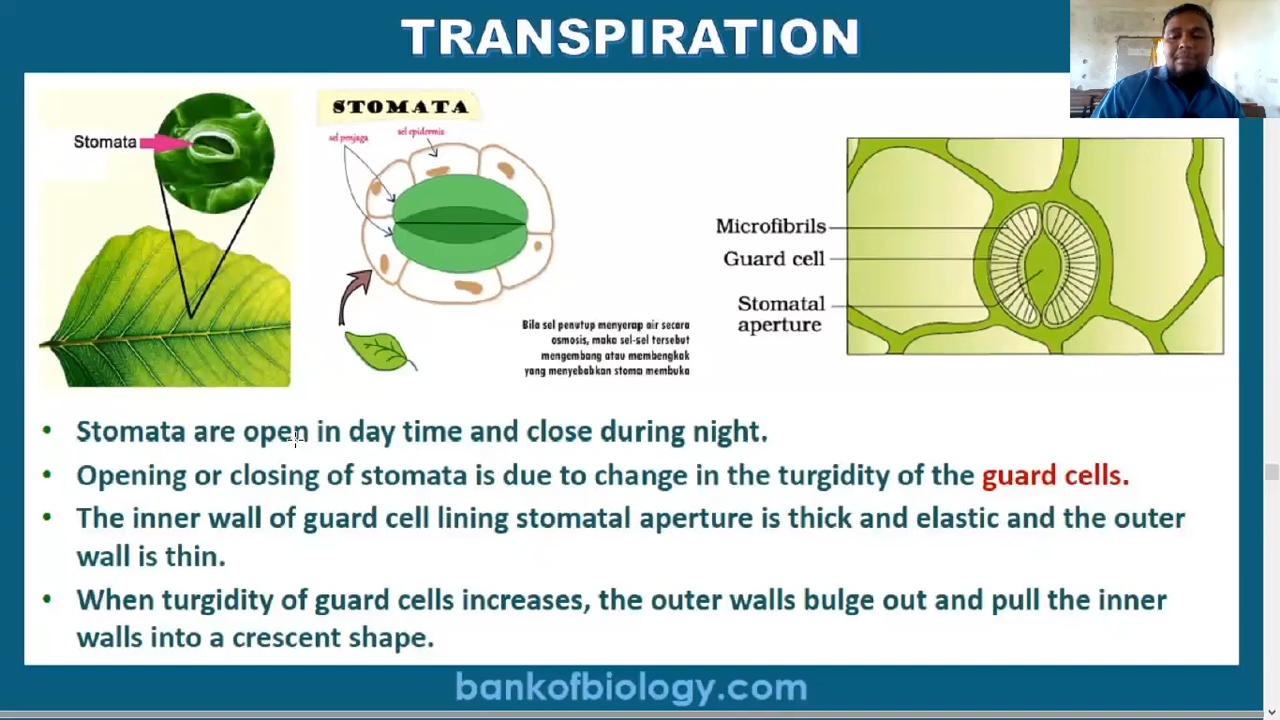 TRANSPIRATION
Stomata
STOMATA
sel penjaga
sel epidermis
Bila sel penutup menyerap air secara
osmosis, maka sel-sel tersebut
mengembang atau membengkak
yang menyebabkan stoma membuka
Microfibrils
Guard cell
Stomatal
aperture
• Stomata are open in day time and close during night.
• Opening or closing of stomata is due to change in the turgidity of the guard cells.
• The inner wall of guard cell lining stomatal aperture is thick and elastic and the outer
wall is thin.
• When turgidity of guard cells increases, the outer walls bulge out and pull the inner
walls into a crescent shape.
bankofbiology.com